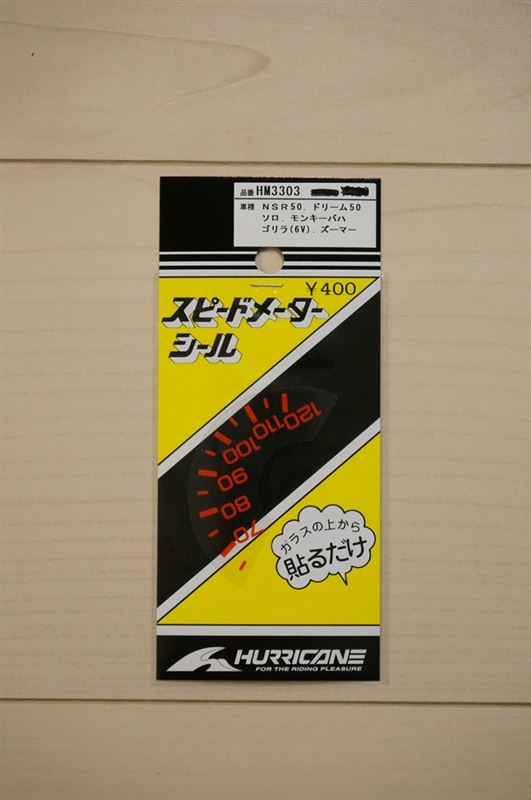 品番 HM3303
車種 NSR50. ドリーム50
ソロ. モンキーバハ
ゴリラ(6V). ズーマー
¥400
スピードメーター
シール
120
110
100
90
80
70
ガラスの上から
貼るだけ
HURRICANE
FOR THE RIDING PLEASURE